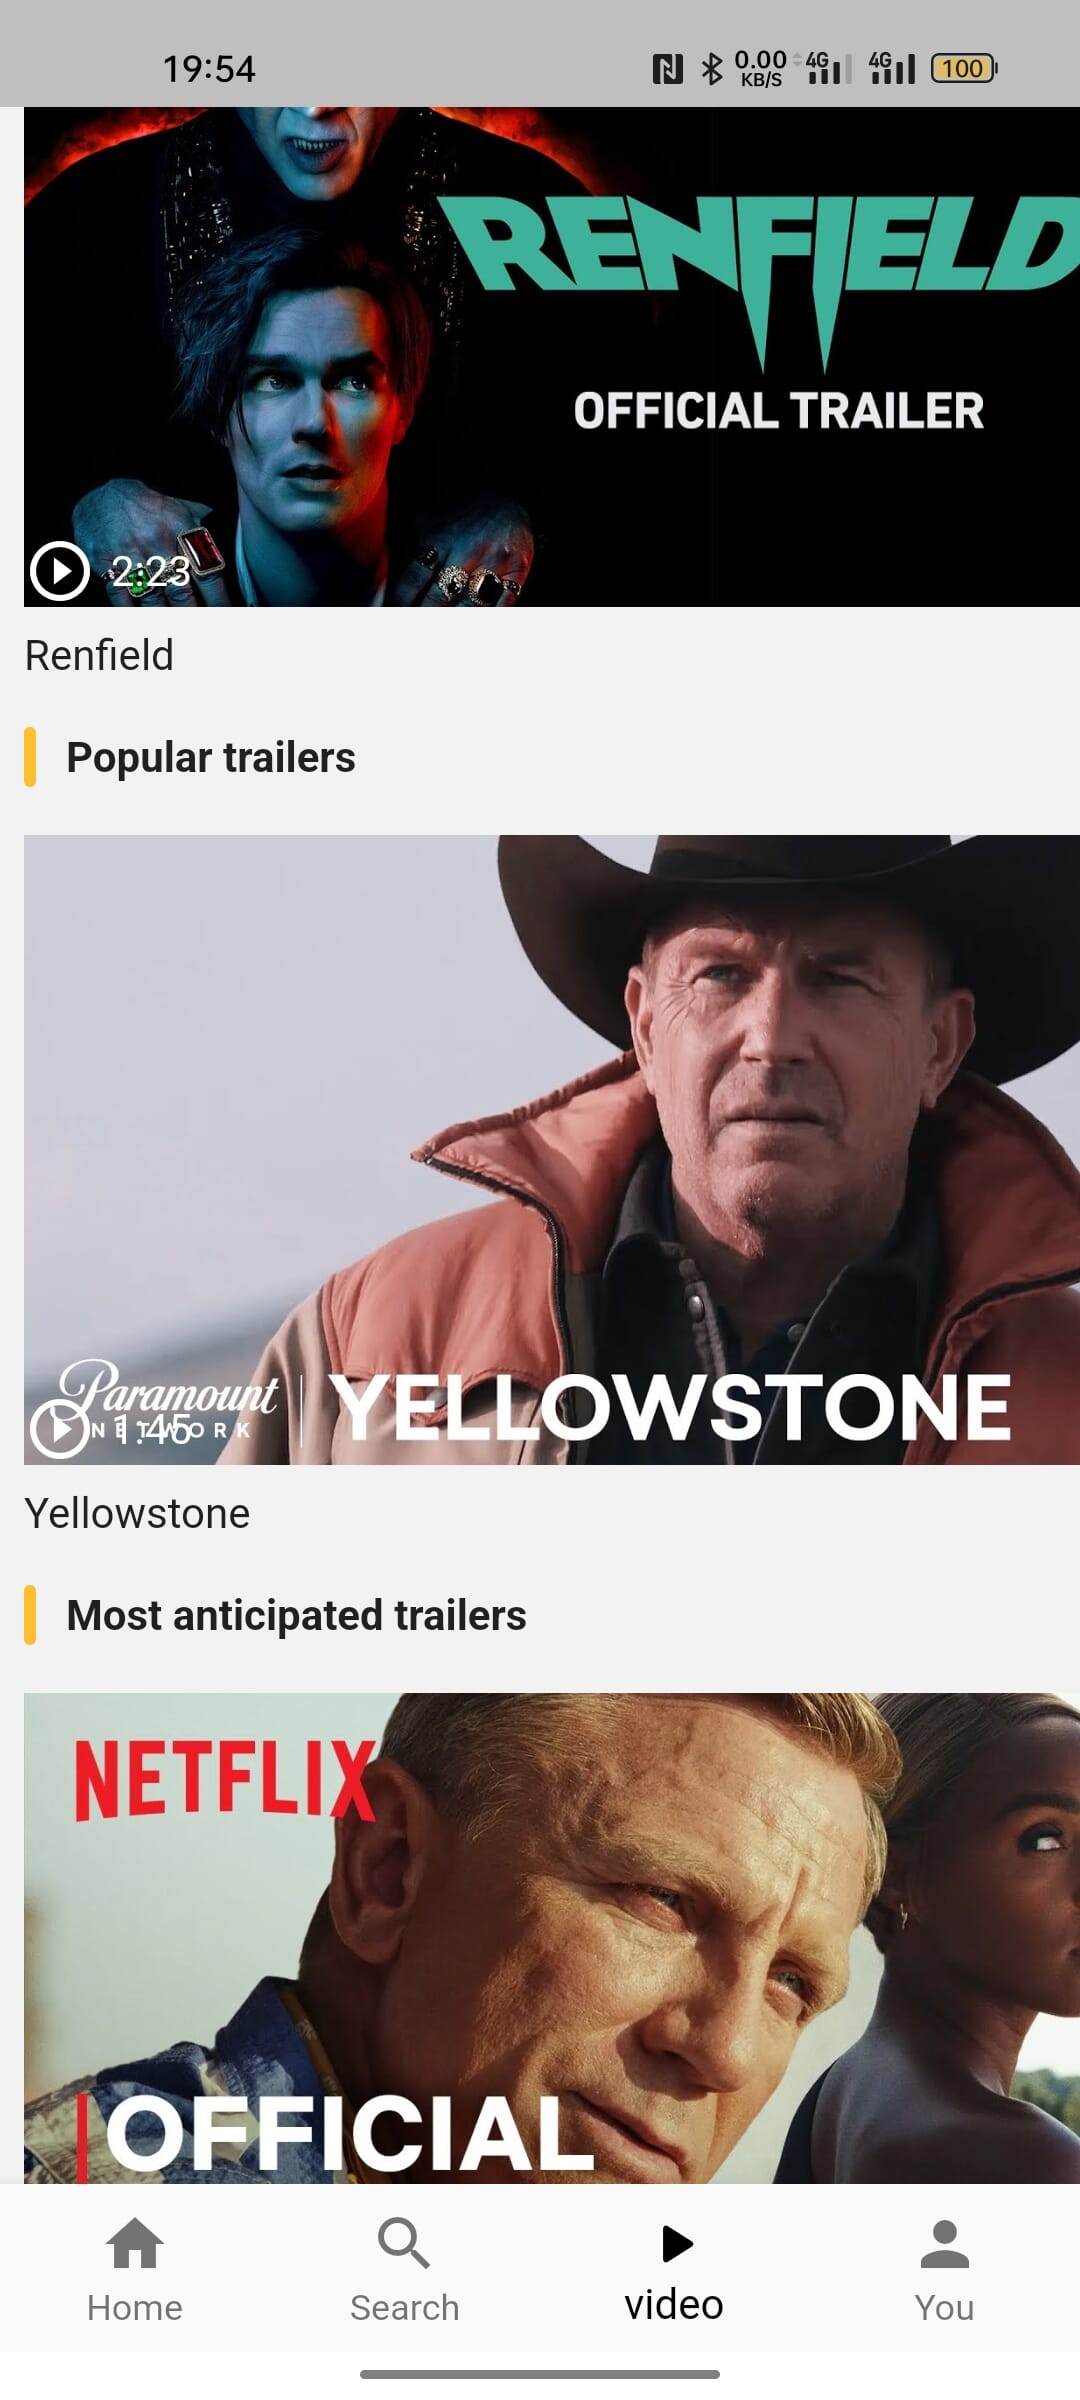 19:54
0.00 KB/S 4G 4G 100
RENFIELD
OFFICIAL TRAILER
2:23
Renfield
Popular trailers
Paramount
NETWORK
YELLOWSTONE
1:45
Yellowstone
Most anticipated trailers
NETFLIX
OFFICIAL
Home Search video You